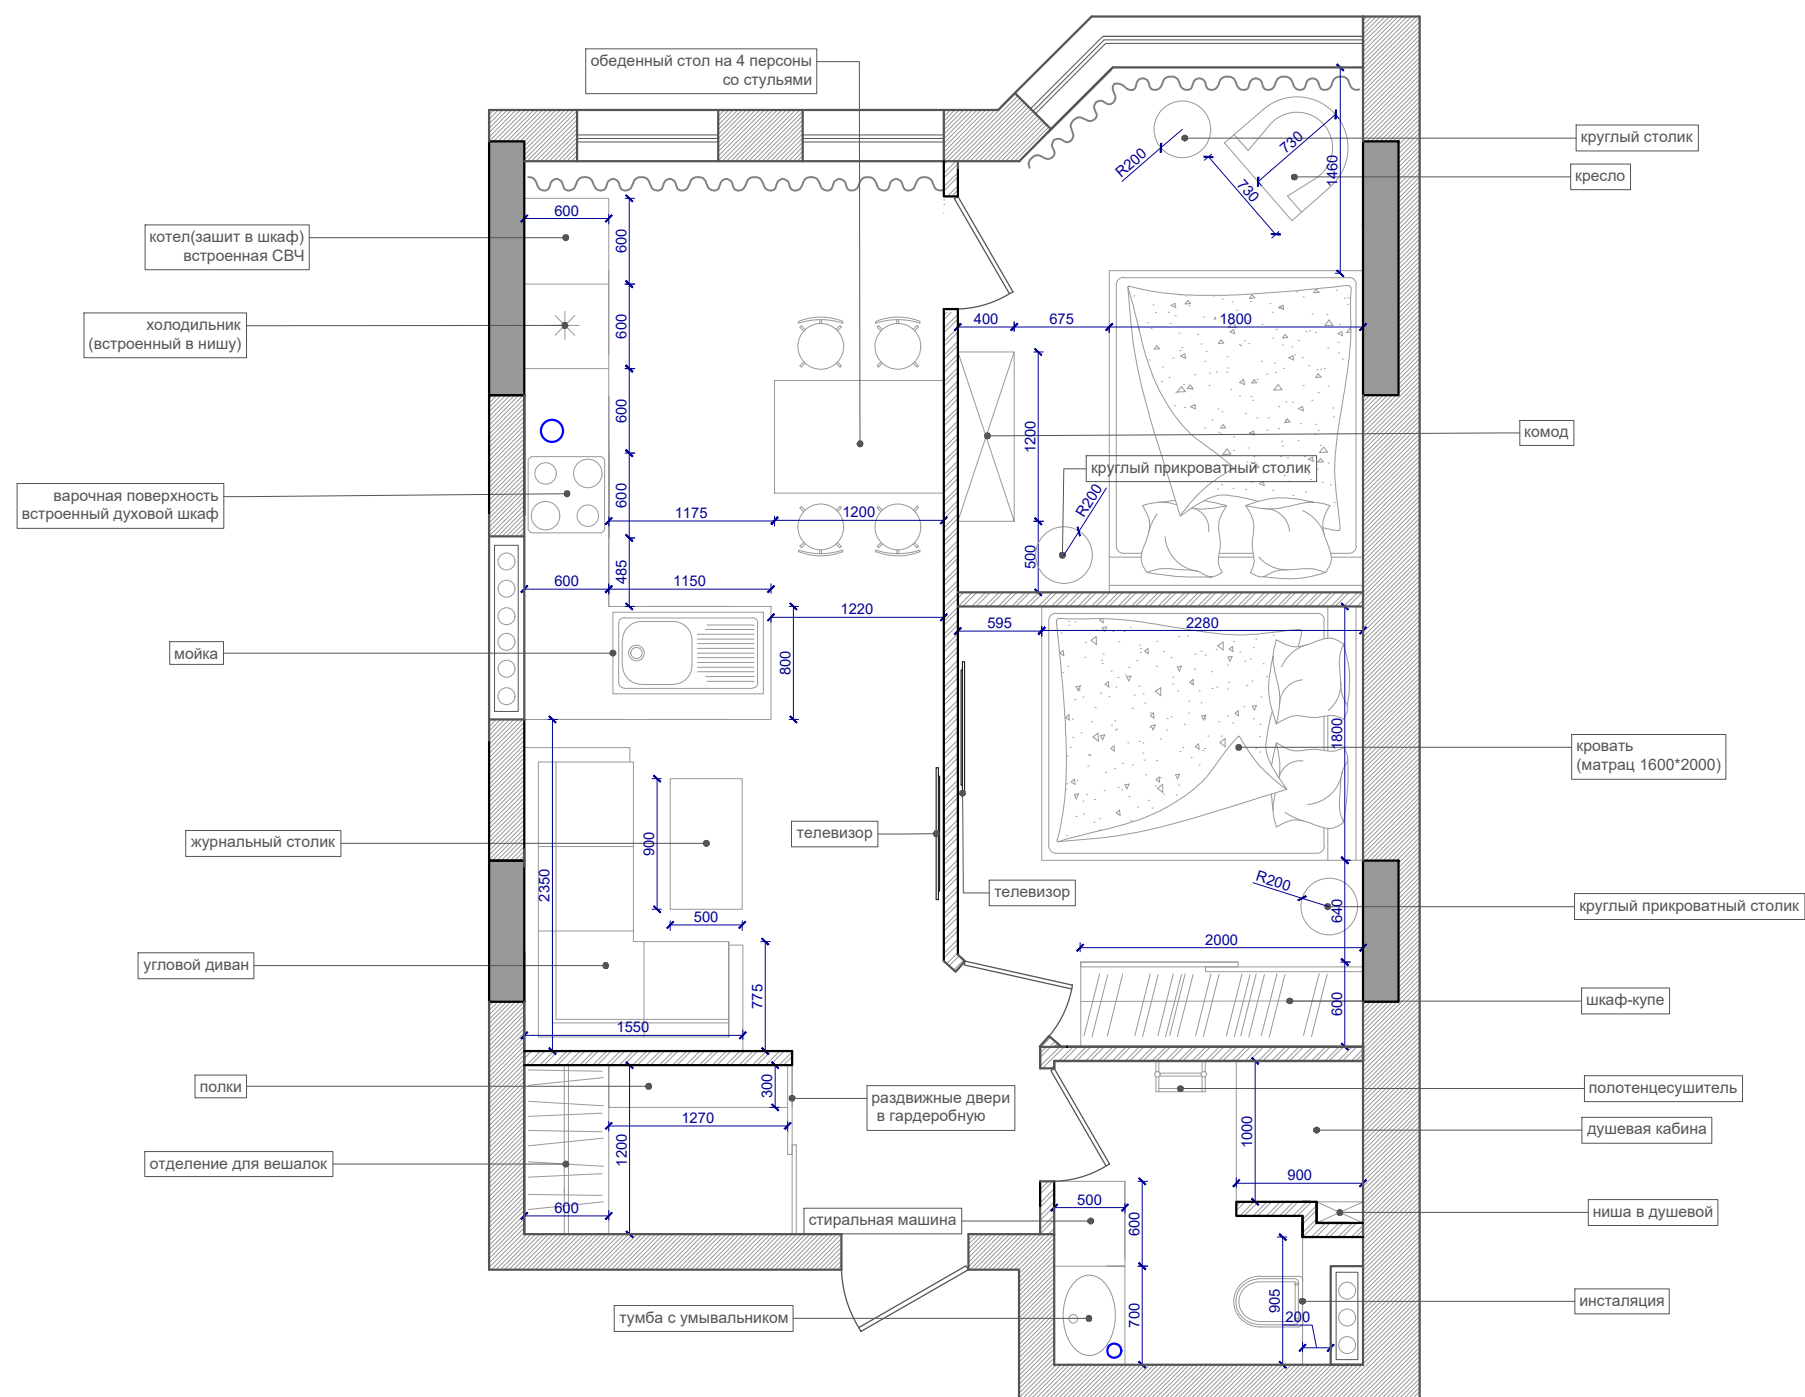 обеденный стол на 4 персоны
со стульями
круглый столик
R200
730
730
1460
кресло
600
котел(зашит в шкаф)
встроенная СВЧ
600
холодильник
(встроенный в нишу)
600
400
675
1800
600
1200
комод
круглый прикроватный столик
R200
варочная поверхность
встроенный духовой шкаф
600
1175
1200
500
485
600
1150
1220
595
2280
мойка
800
1800
кровать
(матрац 1600*2000)
журнальный столик
900
телевизор
2350
телевизор
R200
640
круглый прикроватный столик
500
2000
угловой диван
775
600
шкаф-купе
1550
полки
300
раздвижные двери
в гардеробную
полотенцесушитель
1270
1200
1000
душевая кабина
отделение для вешалок
900
600
500
стиральная машина
600
ниша в душевой
905
инсталяция
тумба с умывальником
700
200